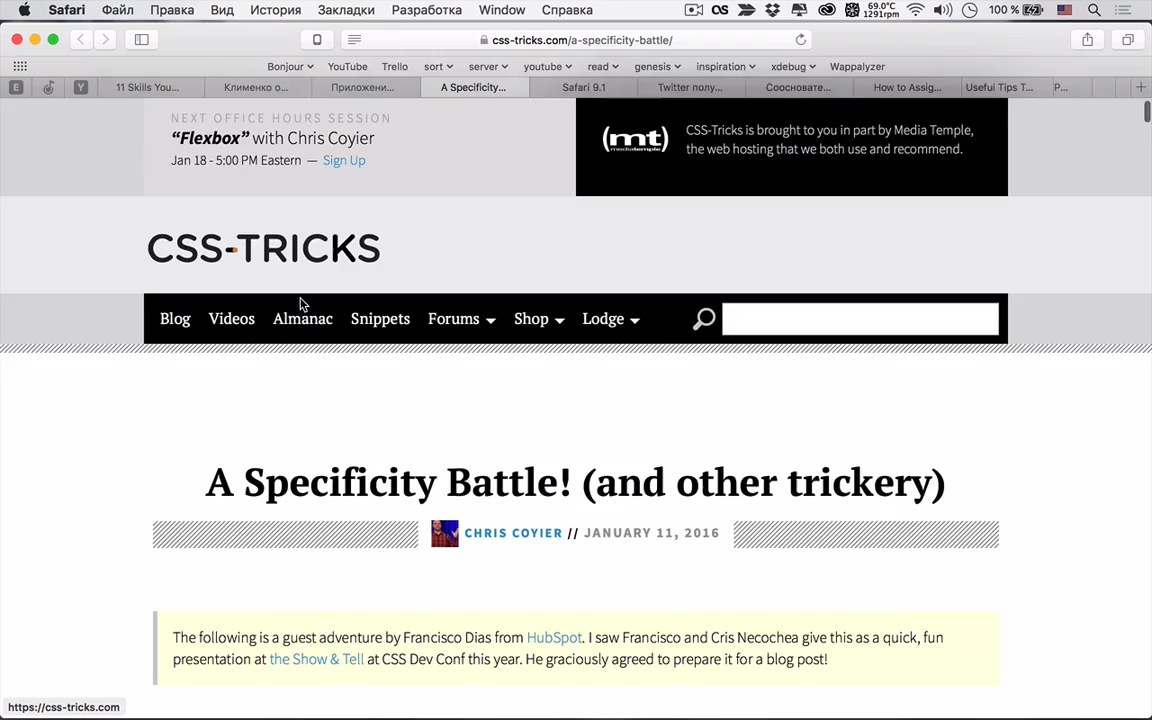 Safari Файл Правка Вид История Закладки Разработка Window Справка 69.0°C 1291rpm 100 %
css-tricks.com/a-specificity-battle/
Bonjour YouTube Trello sort server youtube read genesis inspiration xdebug Wappalyzer
E Y 11 Skills You... Клименко о... Приложени... A Specificity... Safari 9.1 Twitter полу... Соосновате... How to Assig... Useful Tips T... P...
NEXT OFFICE HOURS SESSION
“Flexbox” with Chris Coyier
Jan 18 - 5:00 PM Eastern — Sign Up
(mt)
mediatemple
CSS-Tricks is brought to you in part by Media Temple,
the web hosting that we both use and recommend.
CSS-TRICKS
Blog Videos Almanac Snippets Forums Shop Lodge
A Specificity Battle! (and other trickery)
CHRIS COYIER // JANUARY 11, 2016
The following is a guest adventure by Francisco Dias from HubSpot. I saw Francisco and Cris Necochea give this as a quick, fun
presentation at the Show & Tell at CSS Dev Conf this year. He graciously agreed to prepare it for a blog post!
https://css-tricks.com